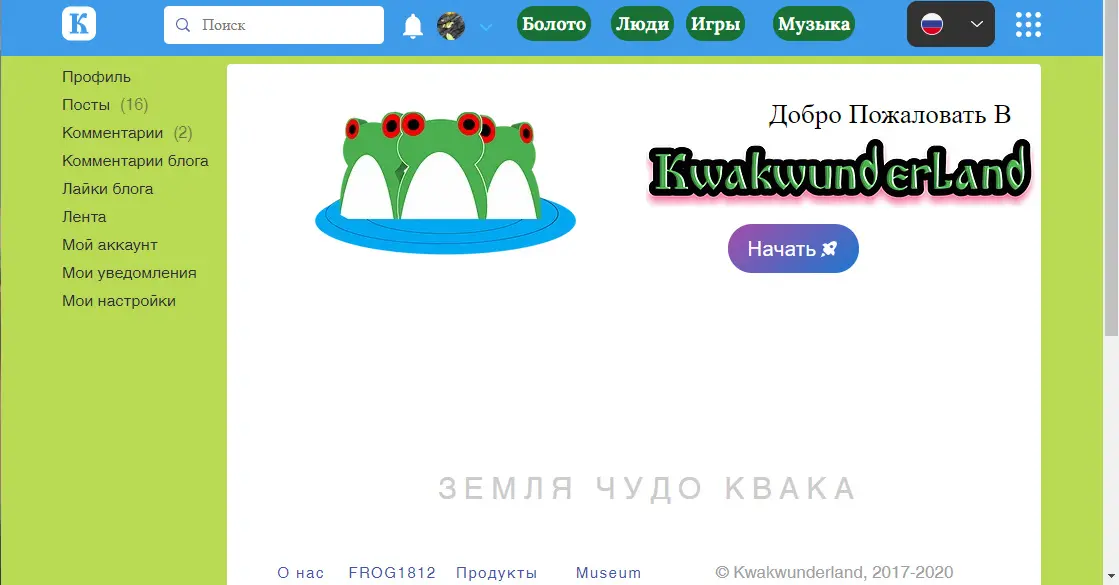 K
Поиск
Болото
Люди
Игры
Музыка
Профиль
Посты (16)
Комментарии (2)
Комментарии блога
Лайки блога
Лента
Мой аккаунт
Мои уведомления
Мои настройки
Добро Пожаловать В
Kwakwunderland
Начать
ЗЕМЛЯ ЧУДО КВАКА
О нас
FROG1812
Продукты
Museum
© Kwakwunderland, 2017-2020